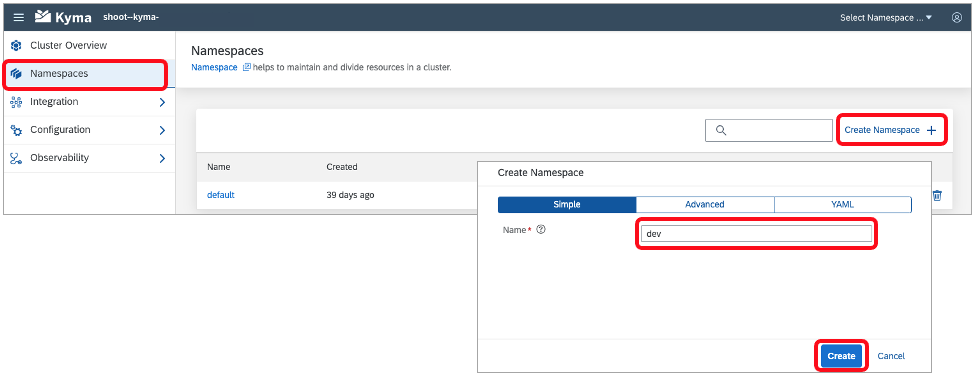 Kyma shoot--kyma- Select Namespace ...
Cluster Overview
Namespaces
Integration
Configuration
Observability
Namespaces
Namespace helps to maintain and divide resources in a cluster.
Create Namespace +
Name Created
default 39 days ago
Create Namespace
Simple Advanced YAML
Name* ?
dev
Create Cancel